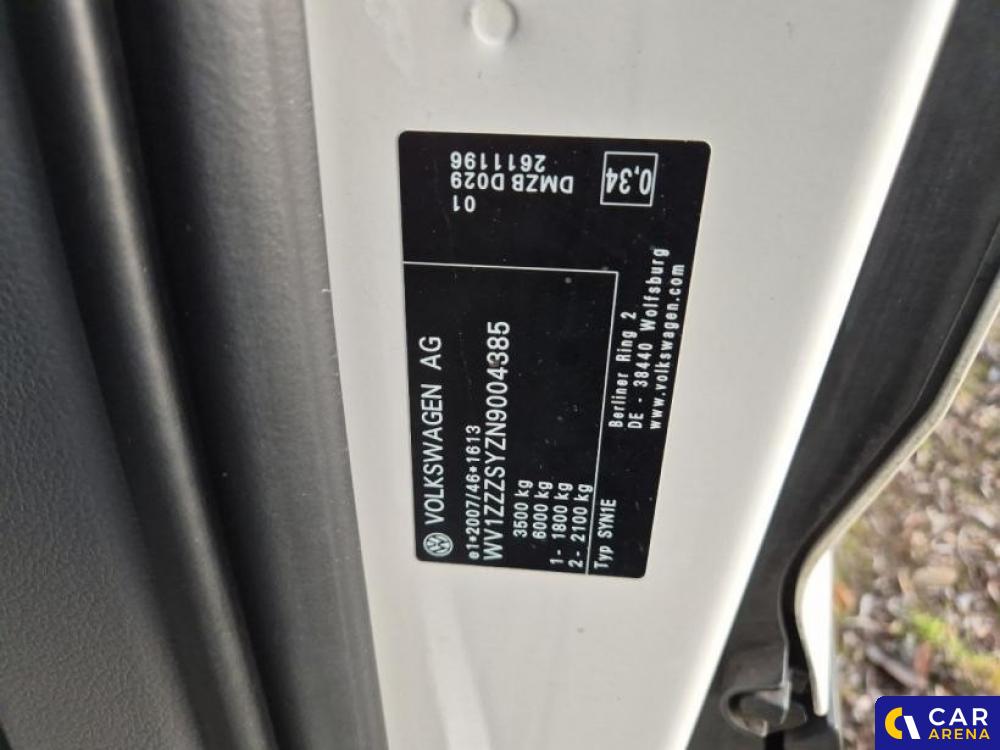 VOLKSWAGEN AG
e1*2007/46*1613
WV1ZZZSYZN9004385
3500 kg
6000 kg
1- 1800 kg
2- 2100 kg
Typ SYN1E
Berliner Ring 2
DE - 38440 Wolfsburg
www.volkswagen.com
0,34
DMZB D029
2611196
01
CAR
ARENA